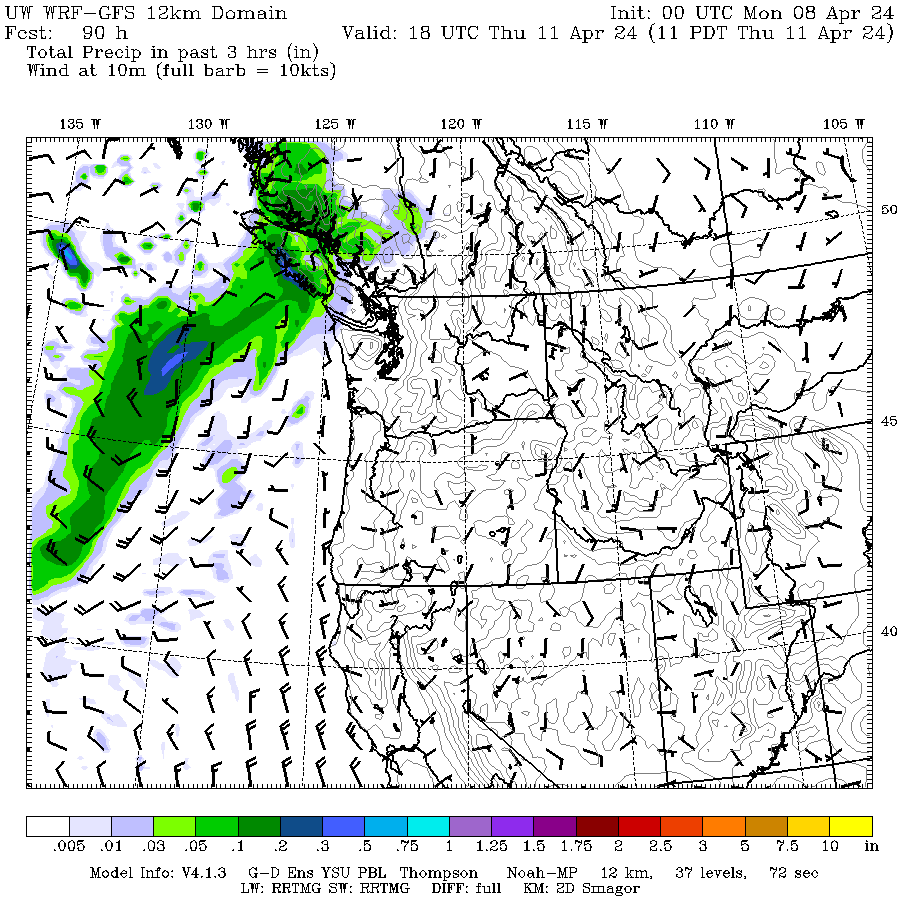 UW WRF-GFS 12km Domain Init: 00 UTC Mon 08 Apr 24
Fcst: 90 h Valid: 18 UTC Thu 11 Apr 24 (11 PDT Thu 11 Apr 24)
Total Precip in past 3 hrs (in)
Wind at 10m (full barb = 10kts)
135 W 130 W 125 W 120 W 115 W 110 W 105 W
50
45
40
.005 .01 .03 .05 .1 .2 .3 .5 .75 1 1.25 1.5 1.75 2 2.5 3 5 7.5 10 in
Model Info: V4.1.3 G-D Ens YSU PBL Thompson Noah-MP 12 km, 37 levels, 72 sec
LW: RRTMG SW: RRTMG DIFF: full KM: 2D Smagor